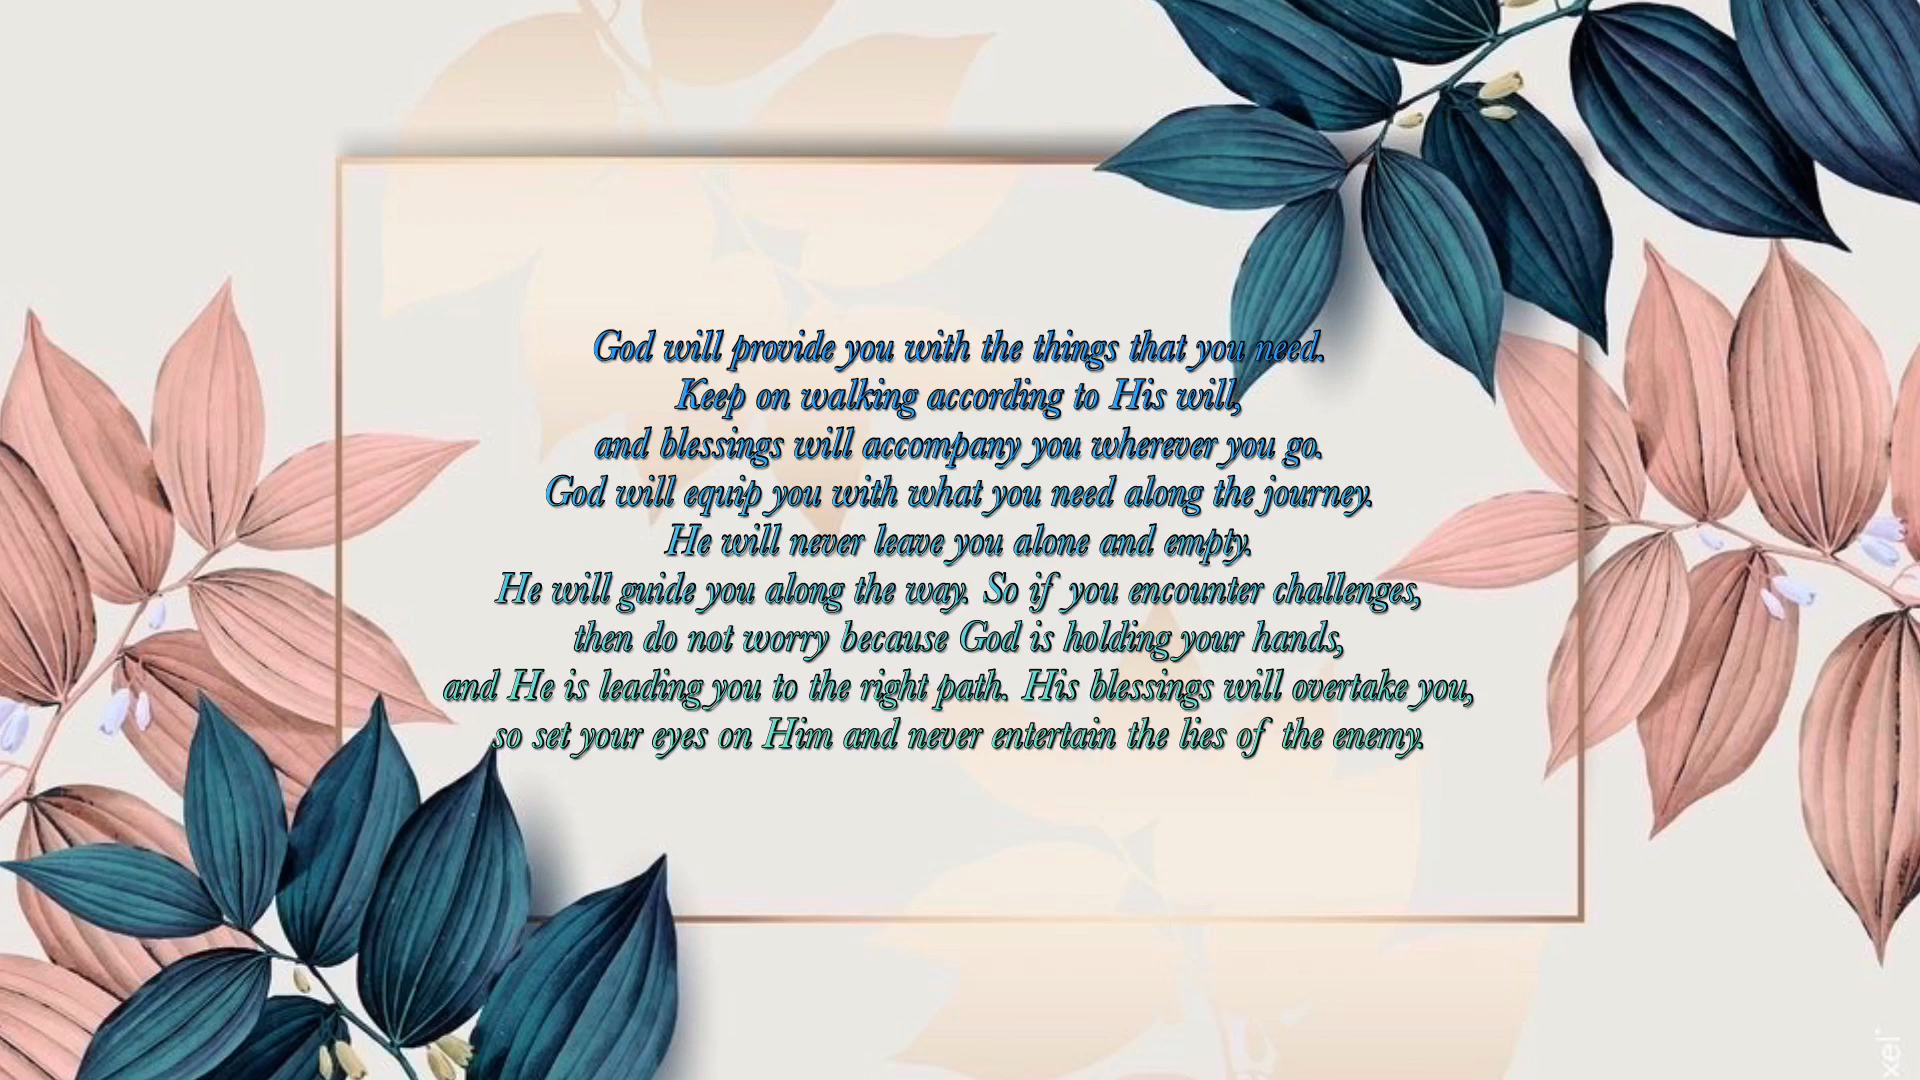 God will provide you with the things that you need.
Keep on walking according to His will,
and blessings will accompany you wherever you go.
God will equip you with what you need along the journey.
He will never leave you alone and empty.
He will guide you along the way. So if you encounter challenges,
then do not worry because God is holding your hands,
and He is leading you to the right path. His blessings will overtake you,
so set your eyes on Him and never entertain the lies of the enemy.
xel